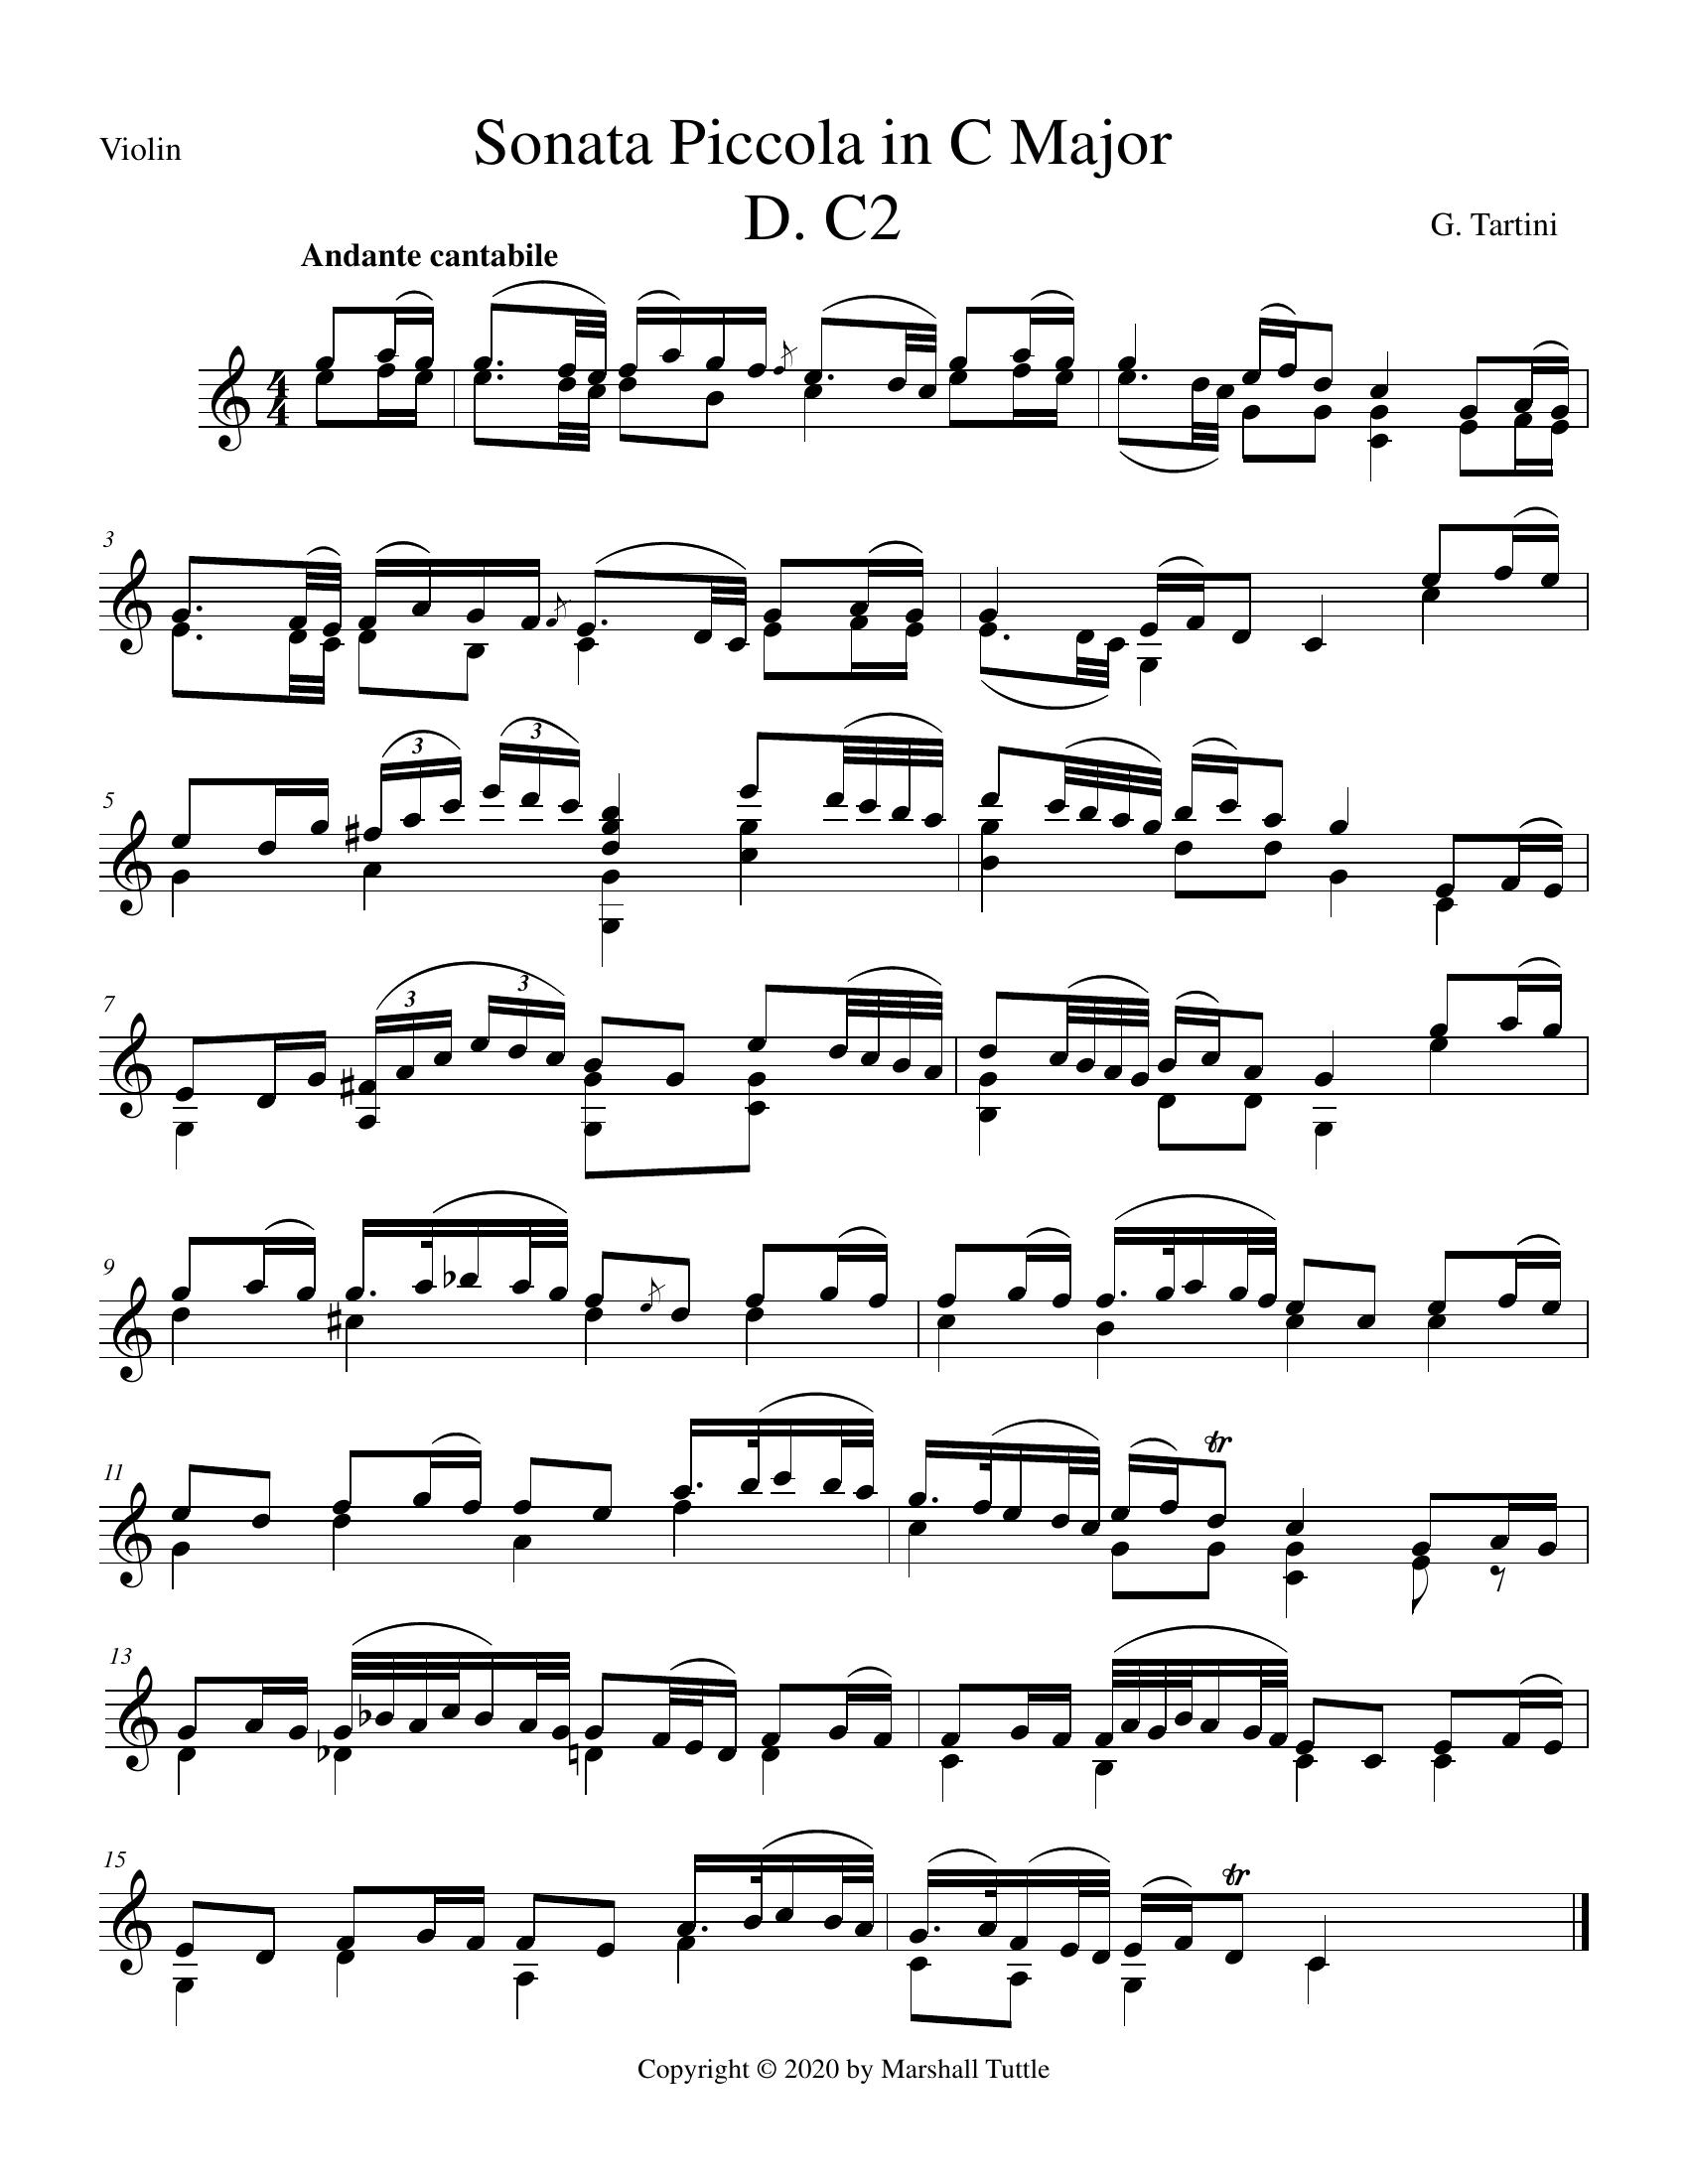 Violin
Sonata Piccola in C Major
D. C2
G. Tartini
Andante cantabile
4
4
3
5
3
3
7
3
3
9
11
tr
13
15
tr
Copyright © 2020 by Marshall Tuttle